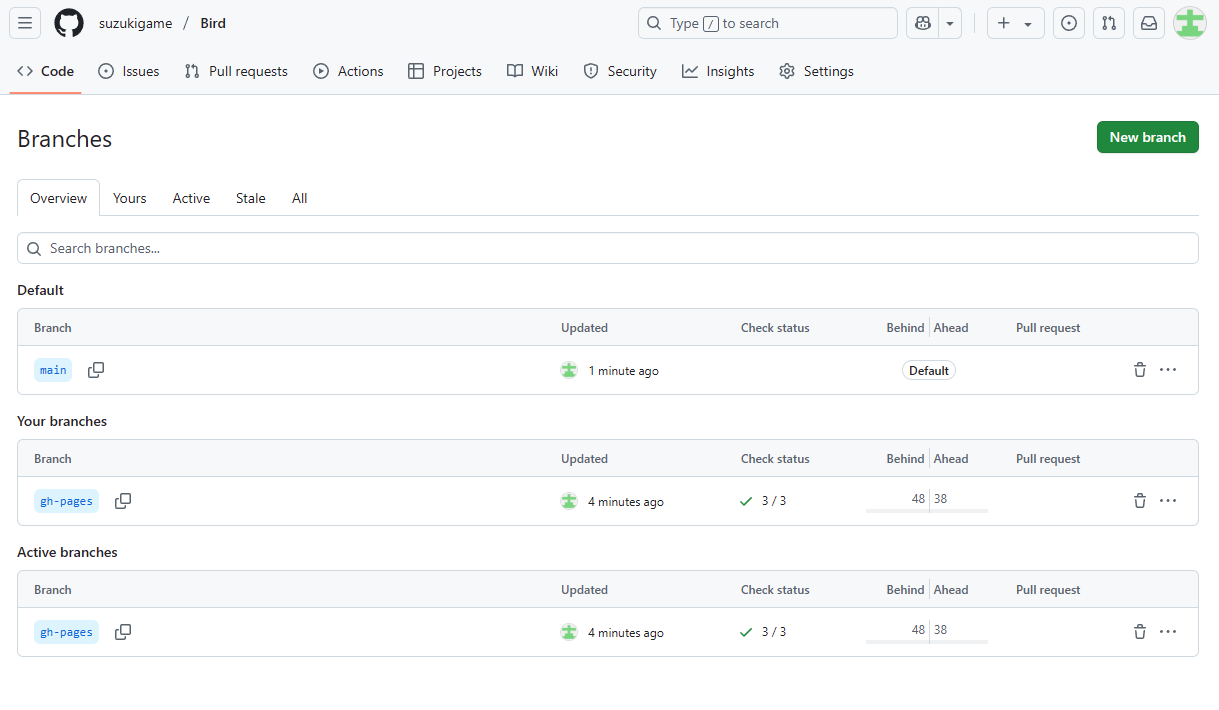 suzukigame / Bird
Type / to search
Code Issues Pull requests Actions Projects Wiki Security Insights Settings
Branches
New branch
Overview Yours Active Stale All
Search branches...
Default
Branch Updated Check status Behind Ahead Pull request
main 1 minute ago Default
Your branches
Branch Updated Check status Behind Ahead Pull request
gh-pages 4 minutes ago 3 / 3 48 38
Active branches
Branch Updated Check status Behind Ahead Pull request
gh-pages 4 minutes ago 3 / 3 48 38